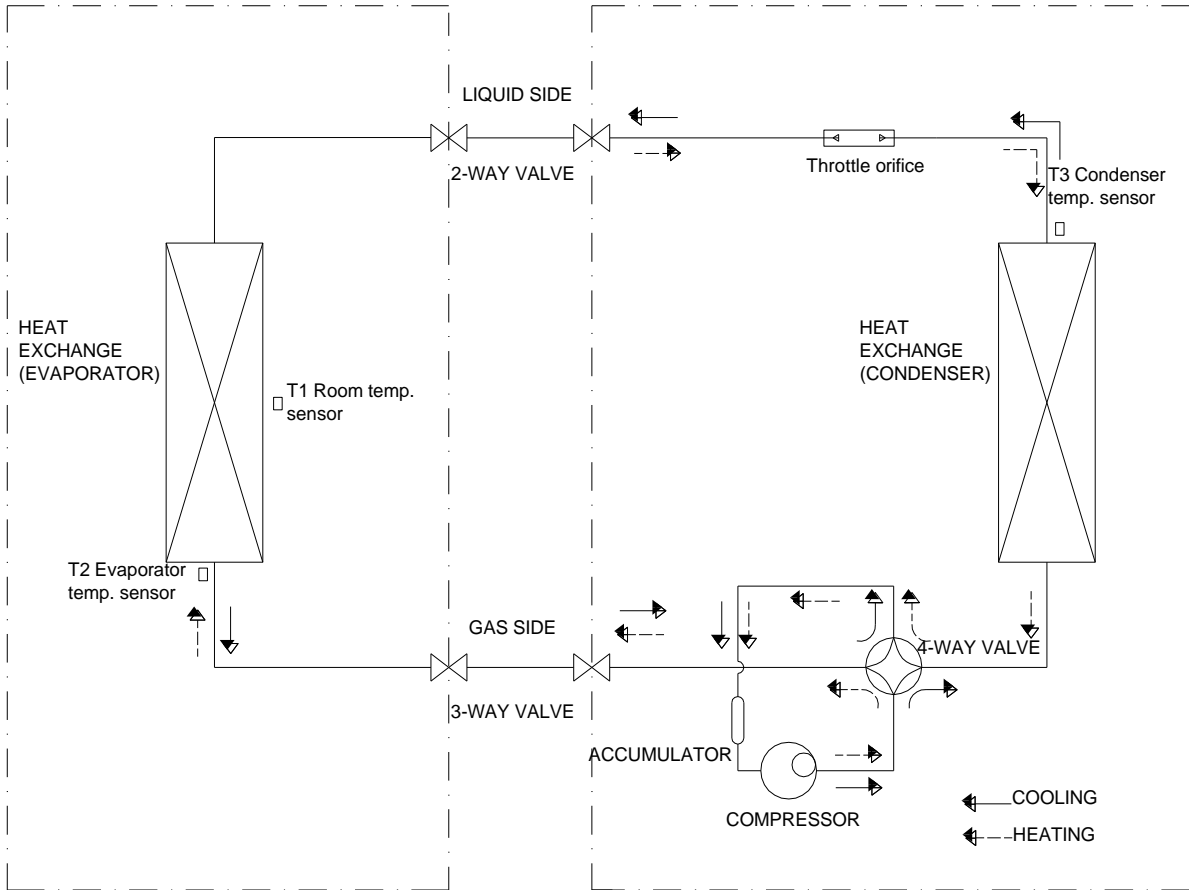 LIQUID SIDE
2-WAY VALVE
Throttle orifice
T3 Condenser
temp. sensor
HEAT
EXCHANGE
(EVAPORATOR)
T1 Room temp.
sensor
HEAT
EXCHANGE
(CONDENSER)
T2 Evaporator
temp. sensor
GAS SIDE
3-WAY VALVE
4-WAY VALVE
ACCUMULATOR
COMPRESSOR
COOLING
HEATING